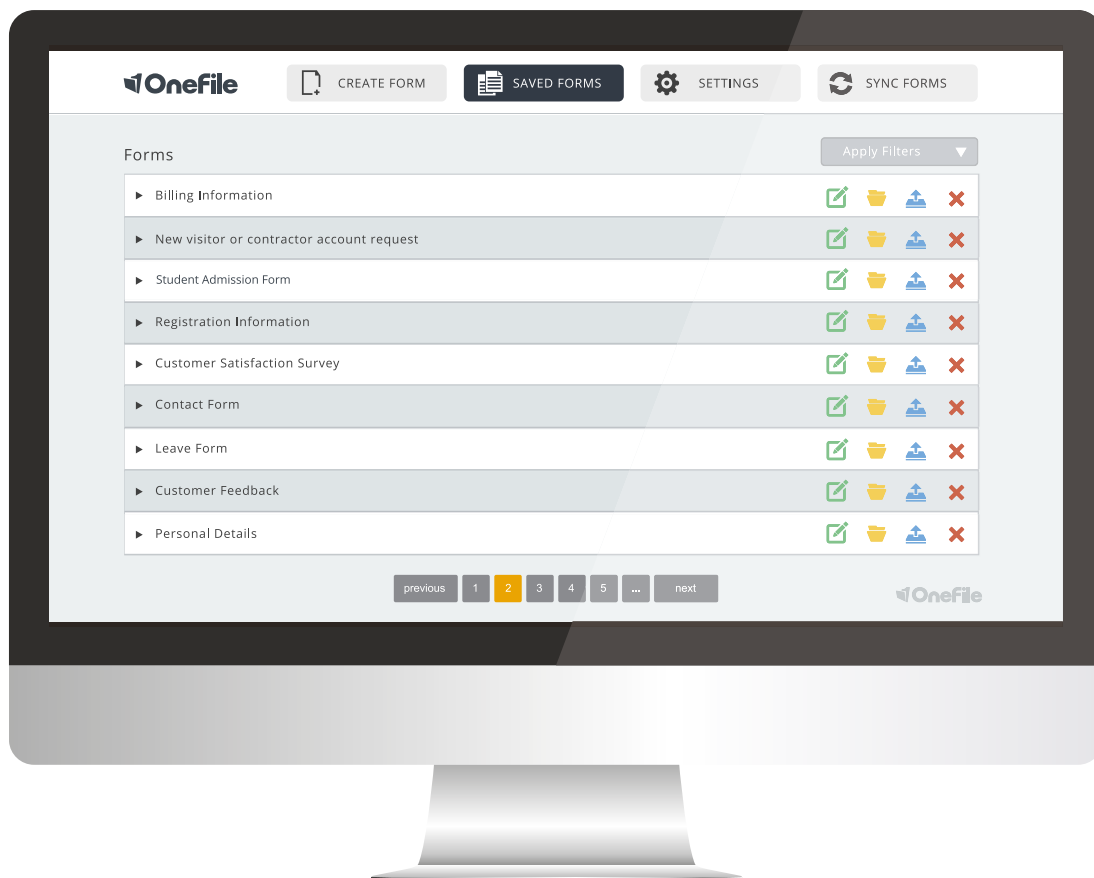 OneFile
CREATE FORM
SAVED FORMS
SETTINGS
SYNC FORMS
Forms
Apply Filters
Billing Information
New visitor or contractor account request
Student Admission Form
Registration Information
Customer Satisfaction Survey
Contact Form
Leave Form
Customer Feedback
Personal Details
previous 1 2 3 4 5 ... next
OneFile